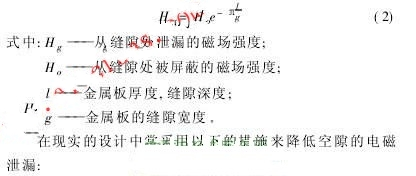 H e^{-π l/g} (2)
式中：H_g——从缝隙处泄漏的磁场强度；
H_o——从缝隙处被屏蔽的磁场强度；
l——金属板厚度，缝隙深度；
g——金属板的缝隙宽度。
在现实的设计中常采用以下的措施来降低空隙的电磁
泄漏：